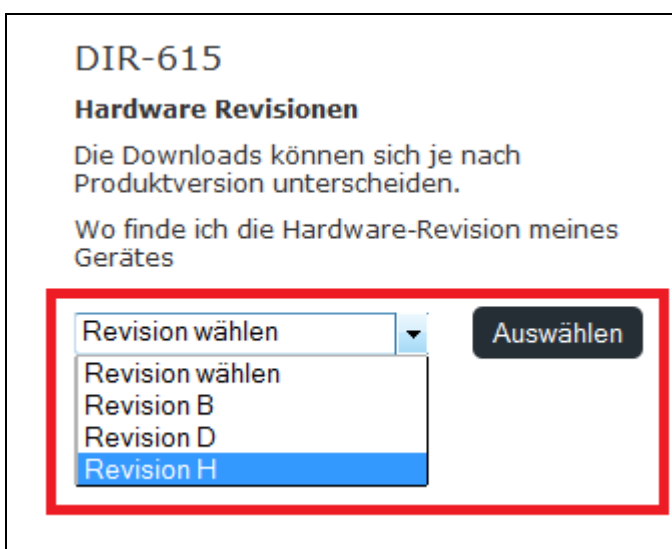 DIR-615
Hardware Revisionen
Die Downloads können sich je nach
Produktversion unterscheiden.
Wo finde ich die Hardware-Revision meines
Gerätes
Revision wählen
Auswählen
Revision wählen
Revision B
Revision D
Revision H